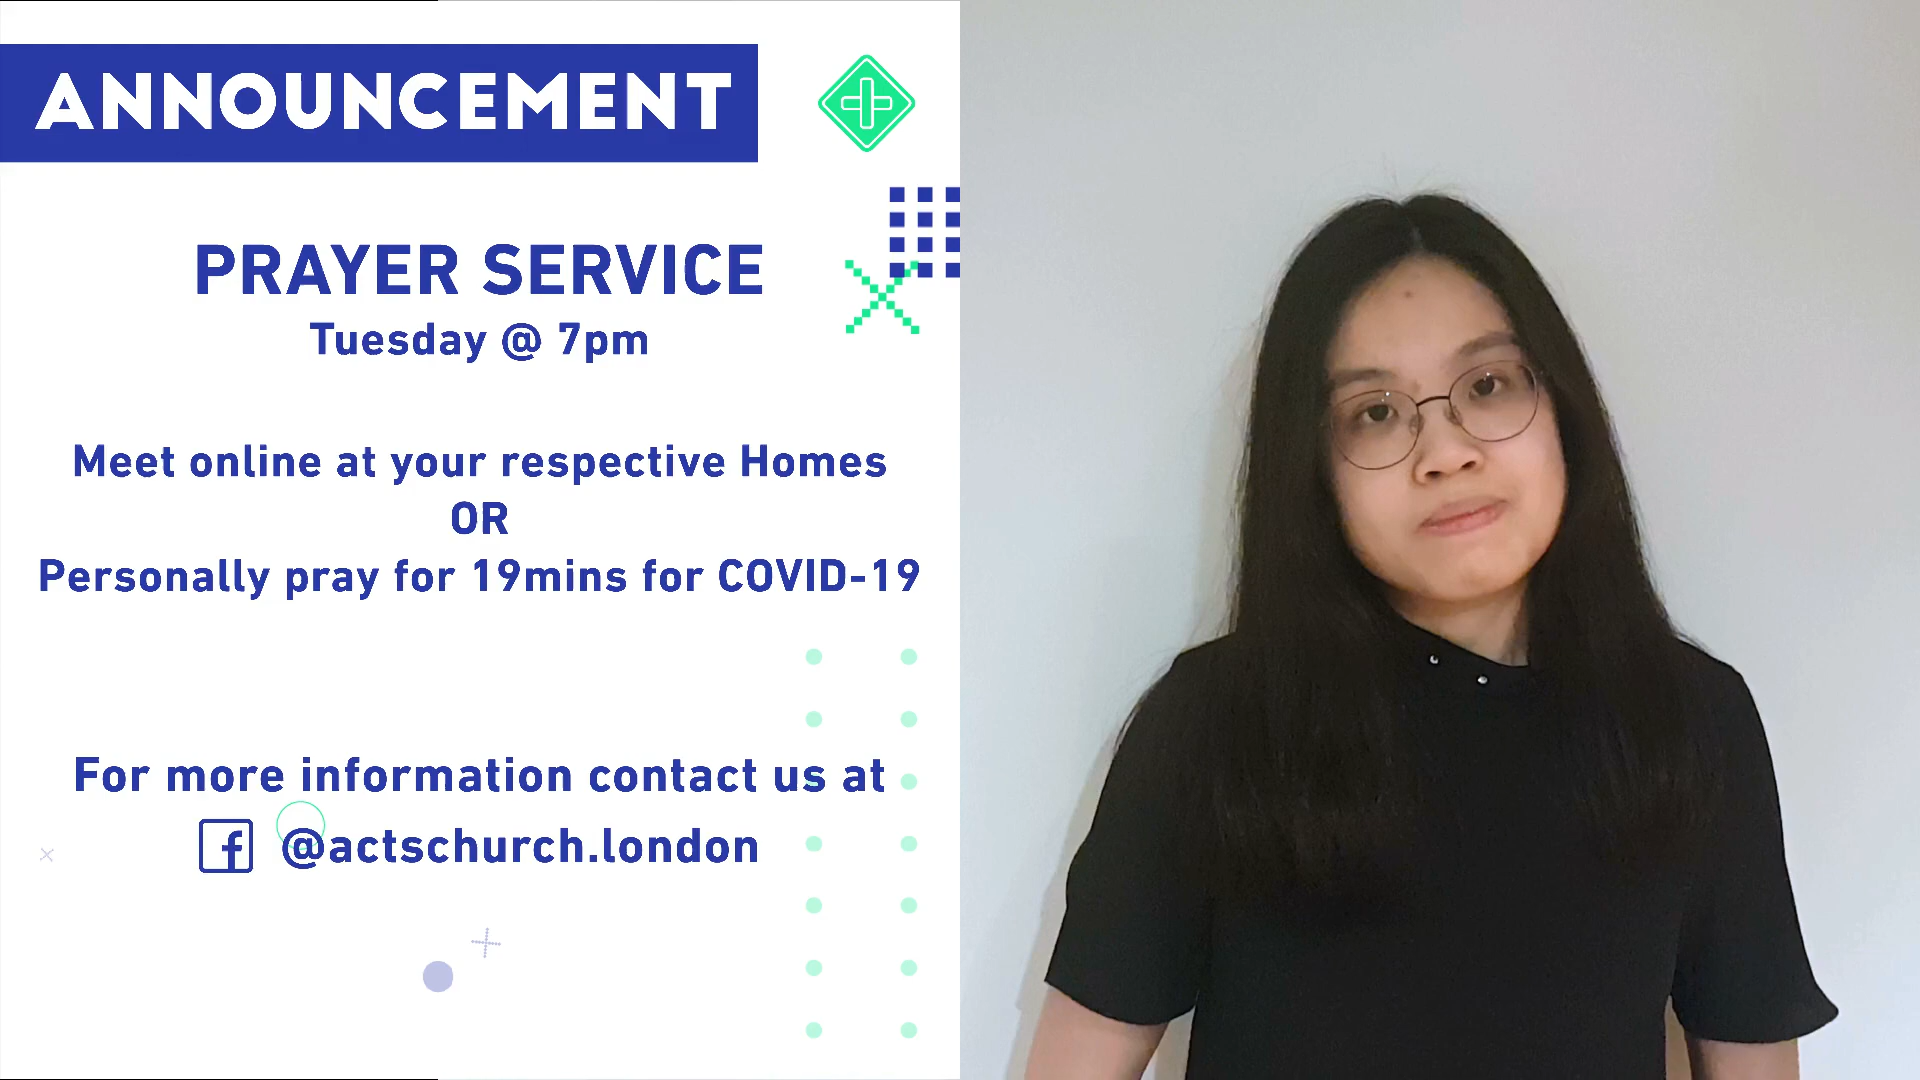 ANNOUNCEMENT
PRAYER SERVICE
Tuesday @ 7pm
Meet online at your respective Homes
OR
Personally pray for 19mins for COVID-19
For more information contact us at
@actschurch.london